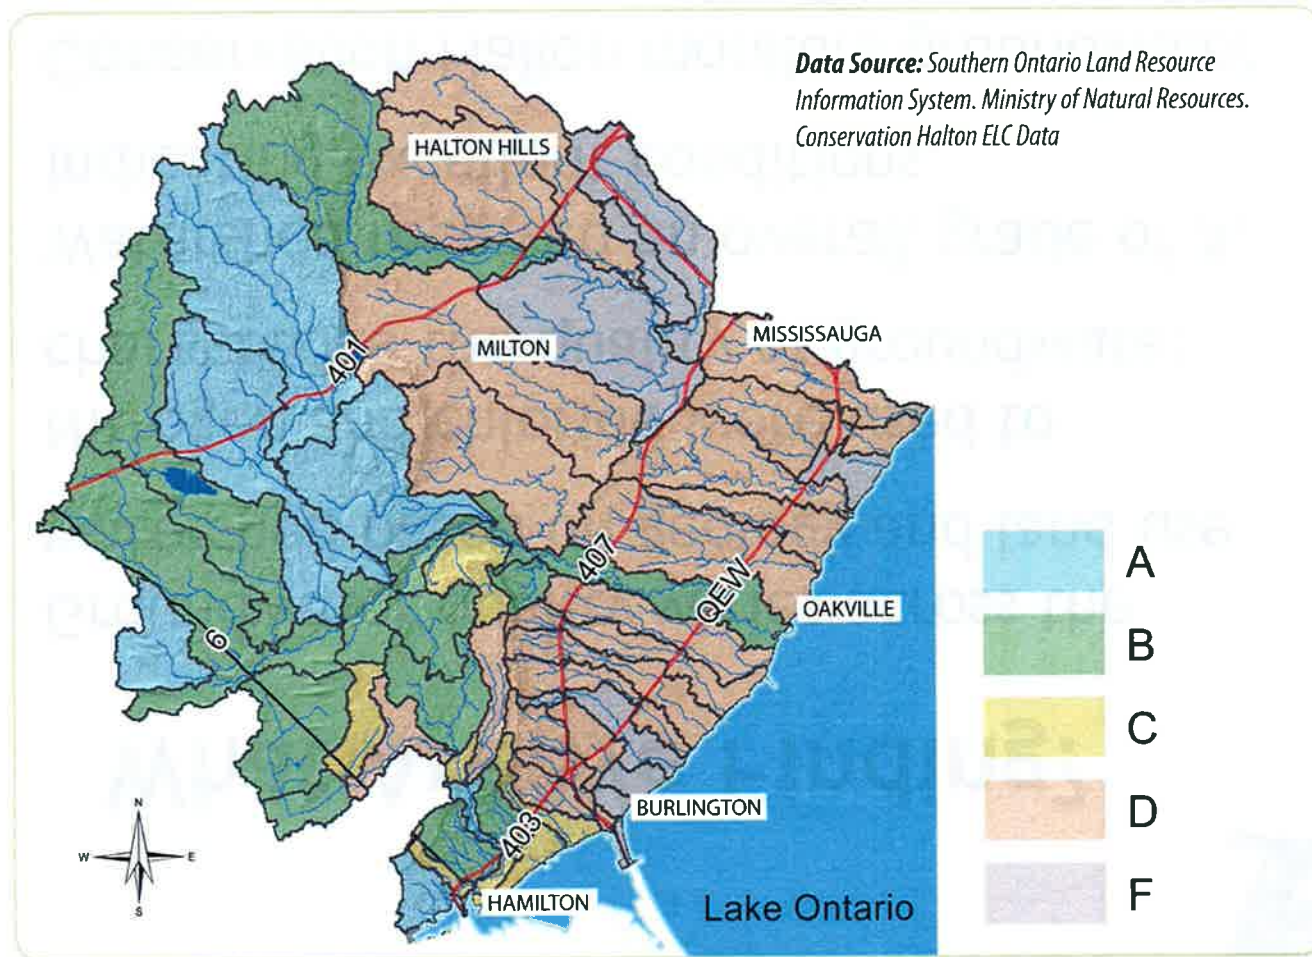 Data Source: Southern Ontario Land Resource
Information System. Ministry of Natural Resources.
Conservation Halton ELC Data
HALTON HILLS
MISSISSAUGA
MILTON
401
407
QEW
OAKVILLE
6
BURLINGTON
403
HAMILTON
Lake Ontario
A
B
C
D
F
N
W E
S